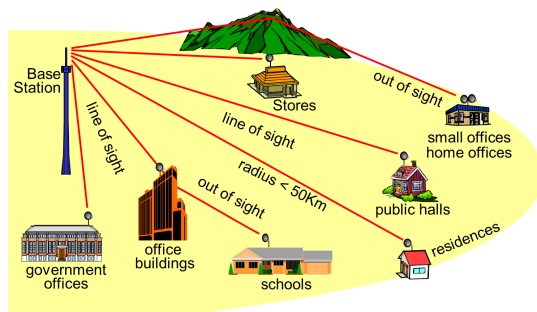 Base
Station
out of sight
Stores
small offices
home offices
line of sight
line of sight
radius < 50Km
out of sight
public halls
residences
office
buildings
government
offices
schools